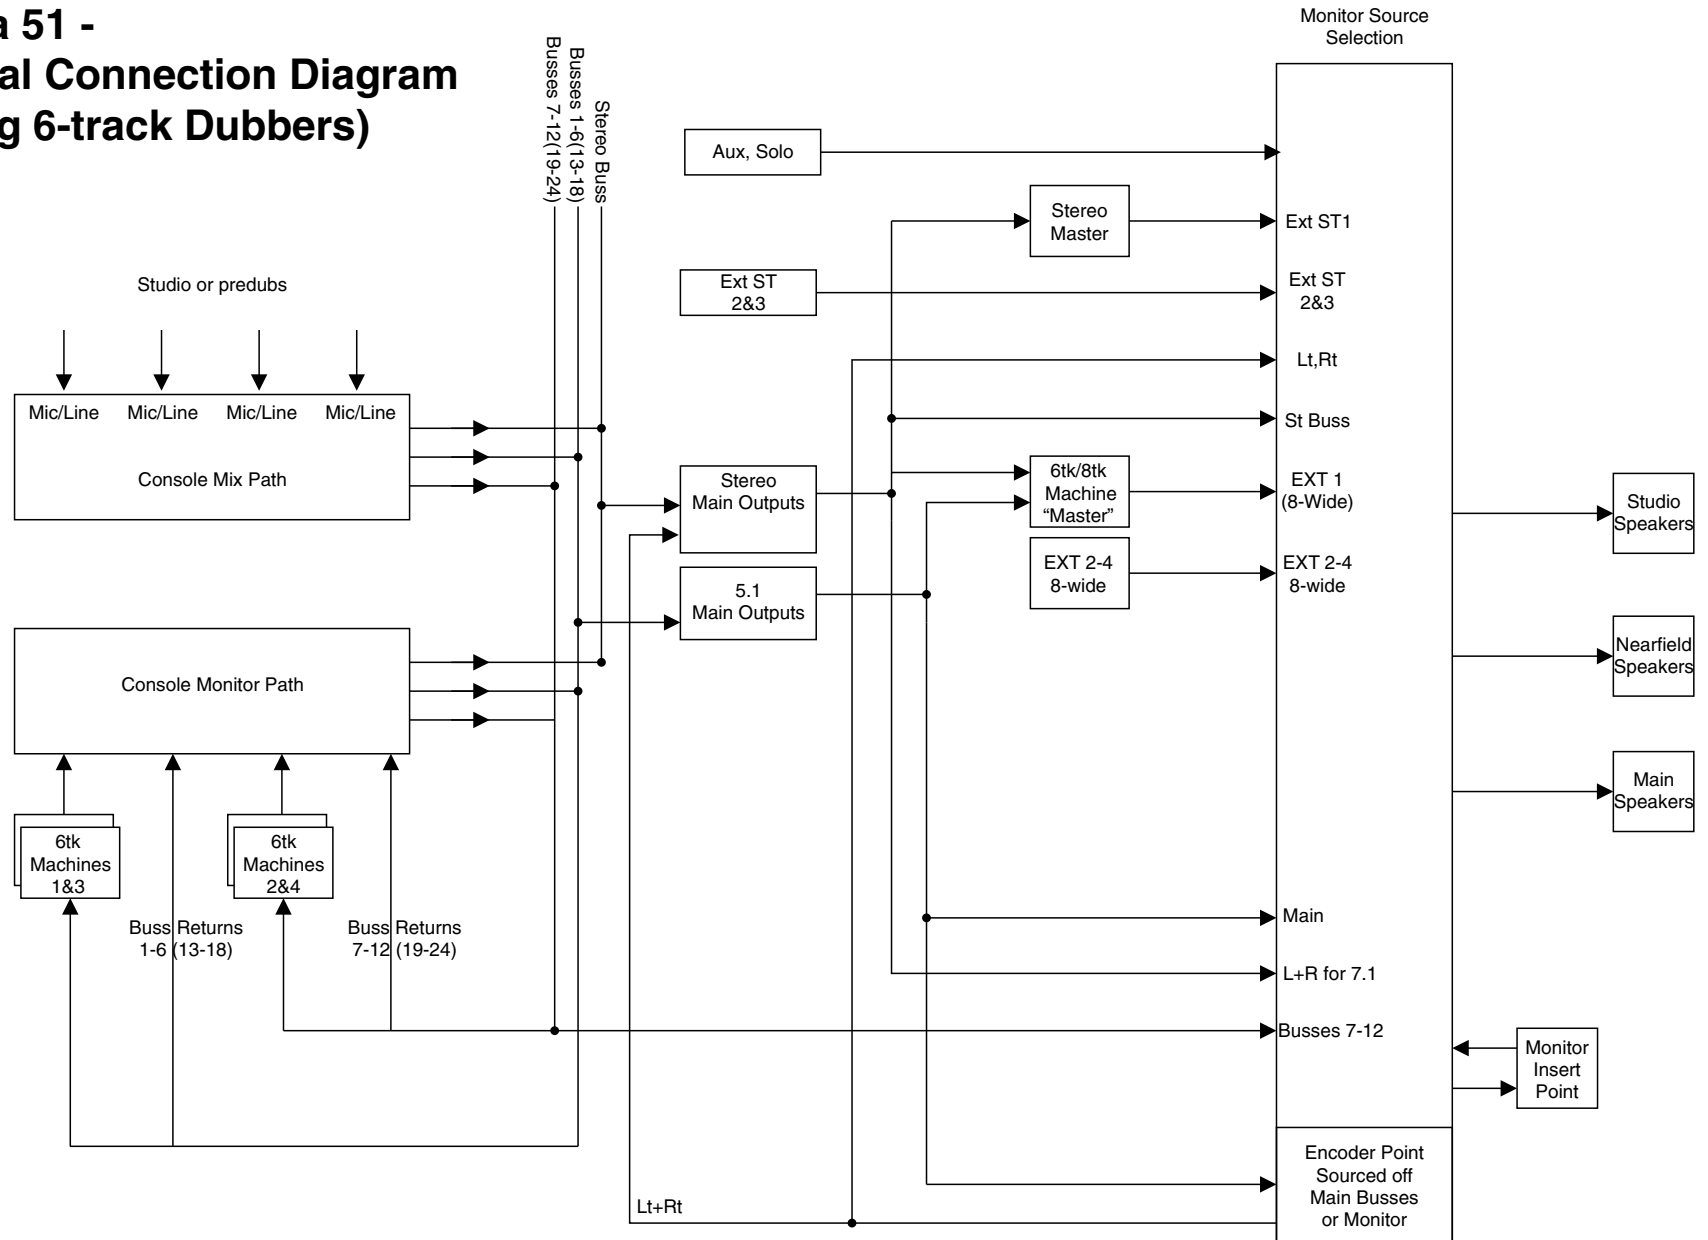 a 51 -
al Connection Diagram
g 6-track Dubbers)
Busses 7-12(19-24)
Busses 1-6(13-18)
Stereo Buss
Monitor Source
Selection
Aux, Solo
Stereo
Master
Ext ST1
Ext ST
2&3
Ext ST
2&3
Lt,Rt
St Buss
Studio or predubs
Mic/Line
Mic/Line
Mic/Line
Mic/Line
Console Mix Path
Stereo
Main Outputs
6tk/8tk
Machine
“Master”
EXT 1
(8-Wide)
5.1
Main Outputs
EXT 2-4
8-wide
EXT 2-4
8-wide
Studio
Speakers
Nearfield
Speakers
Main
Speakers
Console Monitor Path
6tk
Machines
1&3
6tk
Machines
2&4
Buss Returns
1-6 (13-18)
Buss Returns
7-12 (19-24)
Main
L+R for 7.1
Busses 7-12
Monitor
Insert
Point
Encoder Point
Sourced off
Main Busses
or Monitor
Lt+Rt